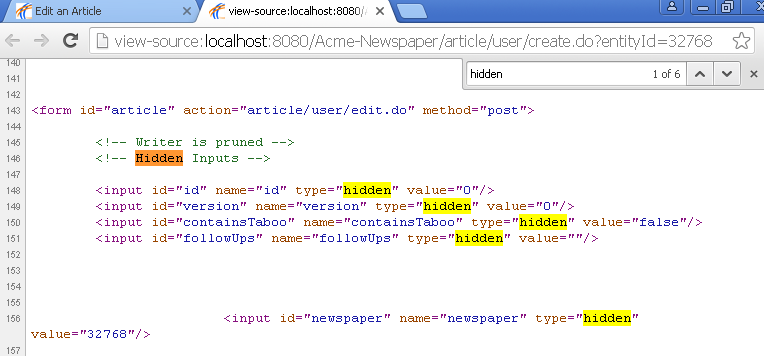 Edit an Article
view-source:localhost:8080/
view-source:localhost:8080/Acme-Newspaper/article/user/create.do?entityId=32768
hidden 1 of 6
140
141
142
143 <form id="article" action="article/user/edit.do" method="post">
144
145 <!-- Writer is pruned -->
146 <!-- Hidden Inputs -->
147
148 <input id="id" name="id" type="hidden" value="0"/>
149 <input id="version" name="version" type="hidden" value="0"/>
150 <input id="containsTaboo" name="containsTaboo" type="hidden" value="false"/>
151 <input id="followUps" name="followUps" type="hidden" value=""/>
152
153
154
155
156 <input id="newspaper" name="newspaper" type="hidden"
value="32768"/>
157